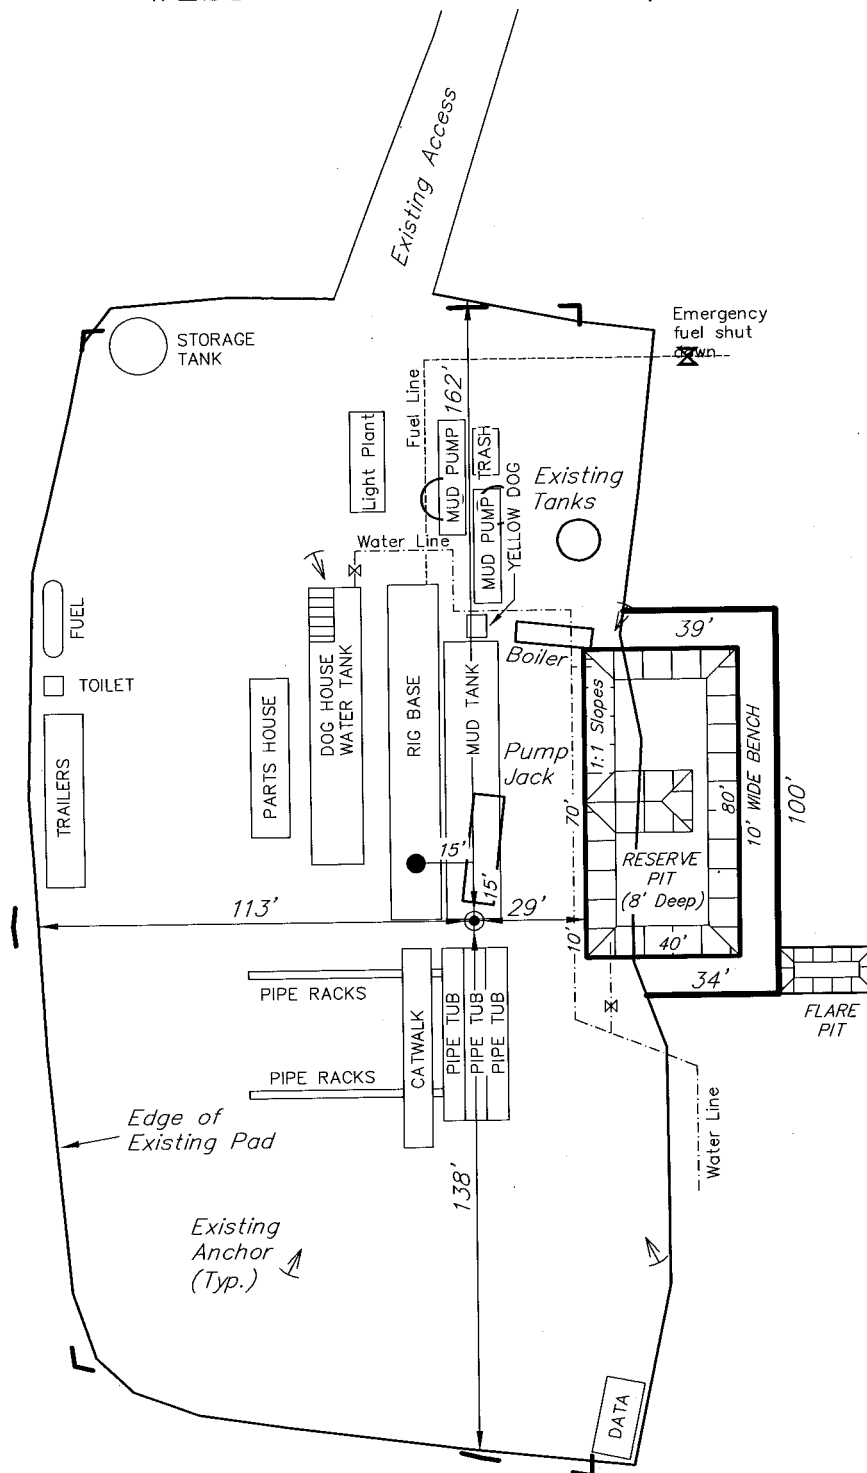 Existing Access
STORAGE
TANK
Emergency
fuel shut
down
162'
Fuel Line
Light Plant
MUD PUMP
TRASH
MUD PUMP
YELLOW DOG
Existing
Tanks
Water Line
FUEL
TOILET
TRAILERS
PARTS HOUSE
DOG HOUSE
WATER TANK
RIG BASE
MUD TANK
Boiler
Pump
Jack
39'
1:1 Slopes
70'
80'
10' WIDE BENCH
100'
RESERVE
PIT
(8' Deep)
15'
15'
113'
29'
10'
40'
34'
FLARE
PIT
PIPE RACKS
PIPE RACKS
CATWALK
PIPE TUB
PIPE TUB
PIPE TUB
Water Line
Edge of
Existing Pad
138'
Existing
Anchor
(Typ.)
DATA